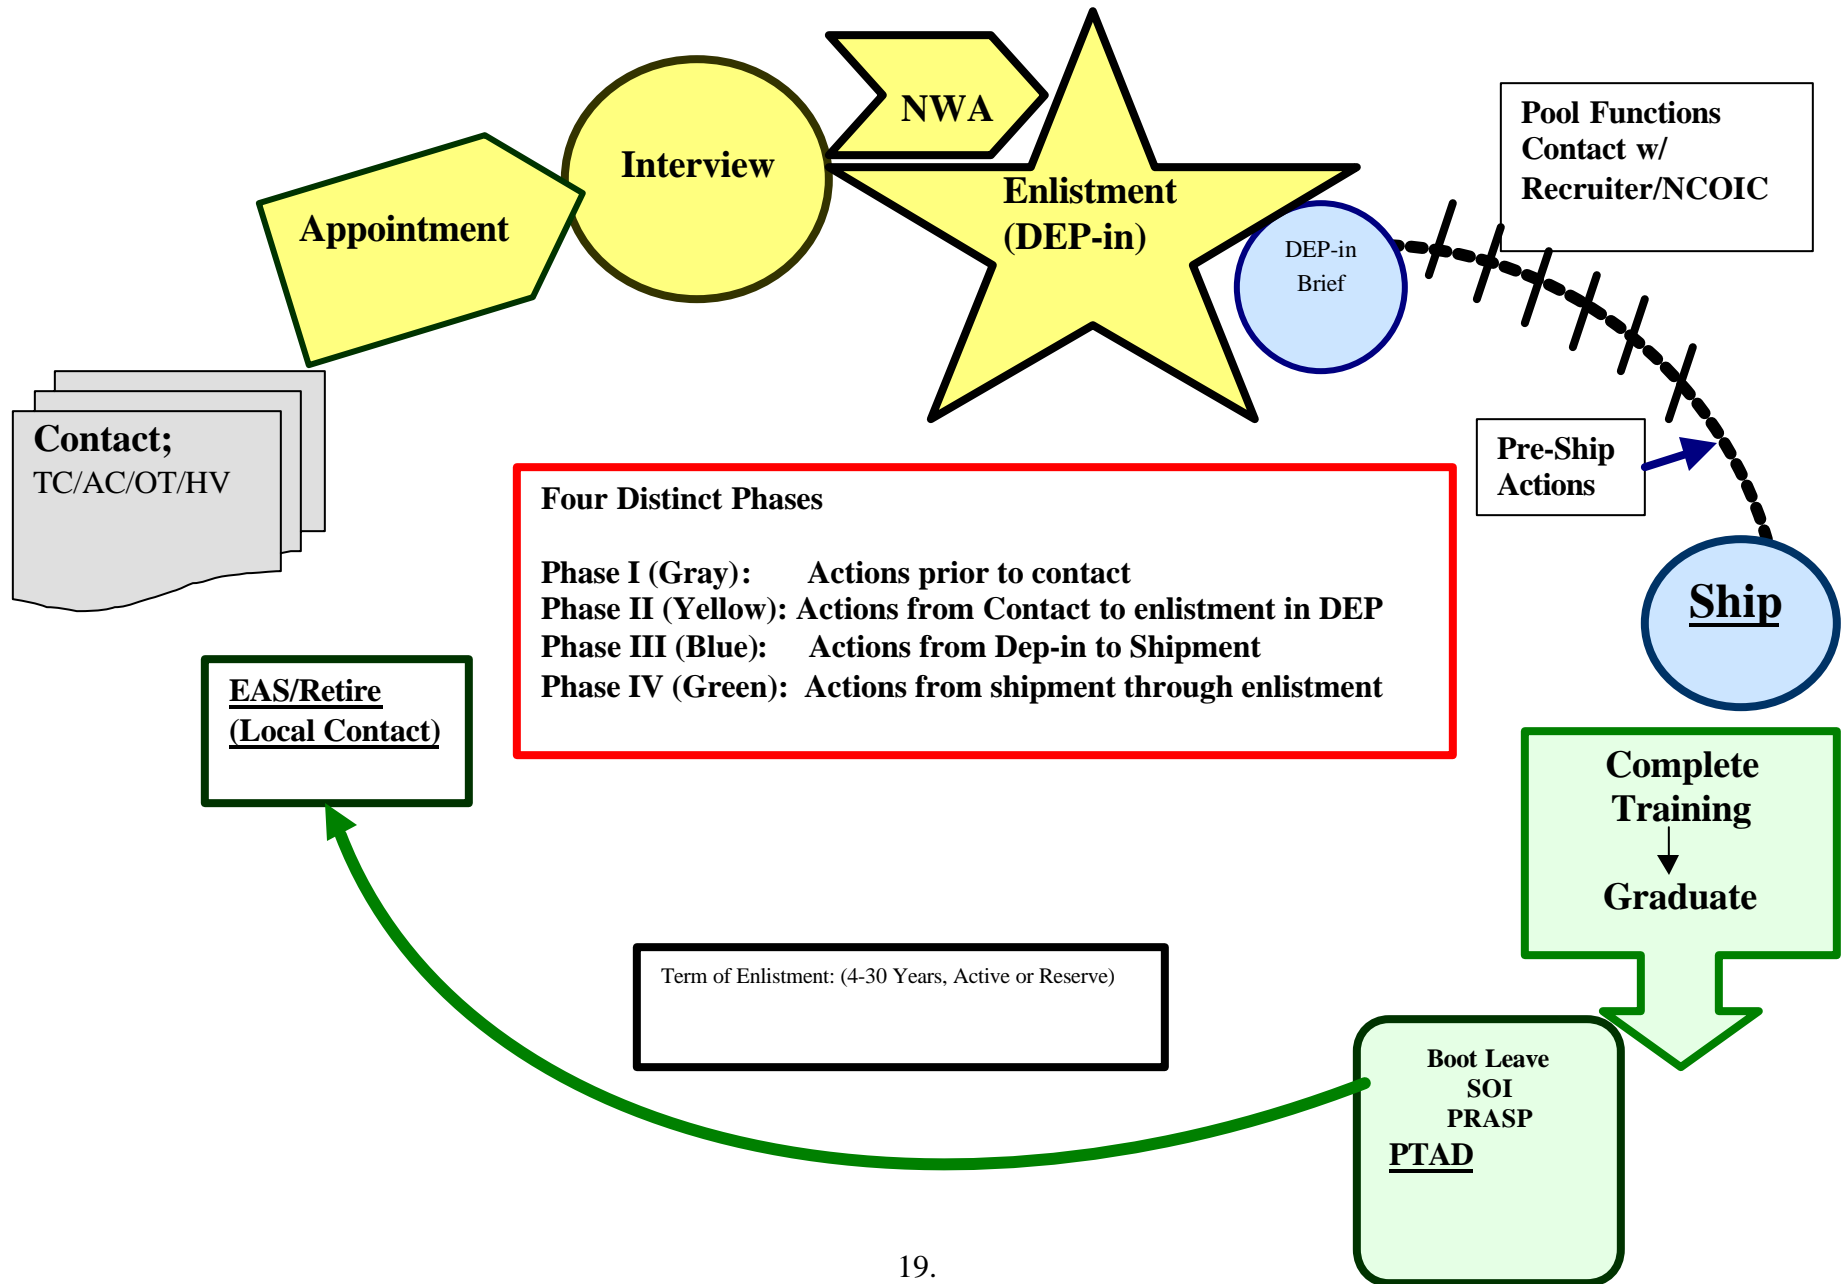 NWA
Interview
Appointment
Enlistment
(DEP-in)
DEP-in
Brief
Pool Functions
Contact w/
Recruiter/NCOIC
Contact;
TC/AC/OT/HV
Pre-Ship
Actions
Four Distinct Phases
Phase I (Gray): Actions prior to contact
Phase II (Yellow): Actions from Contact to enlistment in DEP
Phase III (Blue): Actions from Dep-in to Shipment
Phase IV (Green): Actions from shipment through enlistment
Ship
EAS/Retire
(Local Contact)
Complete
Training
Graduate
Term of Enlistment: (4-30 Years, Active or Reserve)
Boot Leave
SOI
PRASP
PTAD
19.